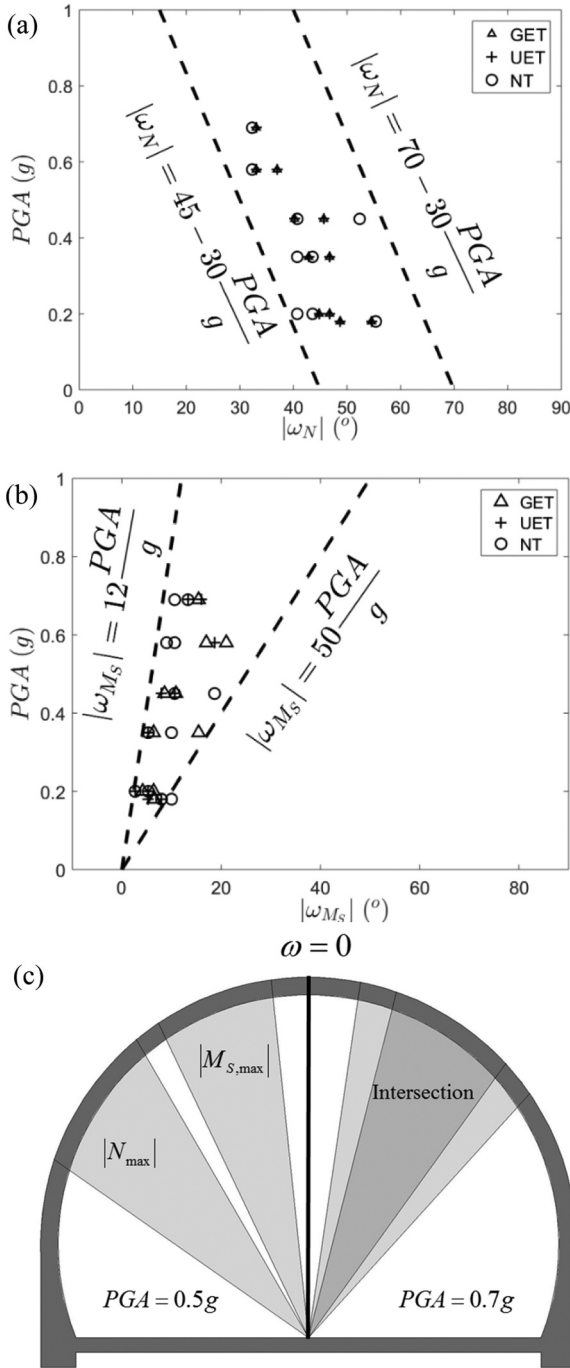 (a)
1
0.8
0.6
0.4
0.2
0
PGA (g)
|ω_N| = 45 − 30 PGA/g
|ω_N| = 70 − 30 PGA/g
GET
UET
NT
0 10 20 30 40 50 60 70 80 90
|ω_N| (°)
(b)
1
0.8
0.6
0.4
0.2
0
PGA (g)
|ω_{M_S}| = 12 PGA/g
|ω_{M_S}| = 50 PGA/g
GET
UET
NT
0 20 40 60 80
|ω_{M_S}| (°)
(c)
ω = 0
|M_{S,max}|
Intersection
|N_{max}|
PGA = 0.5g
PGA = 0.7g